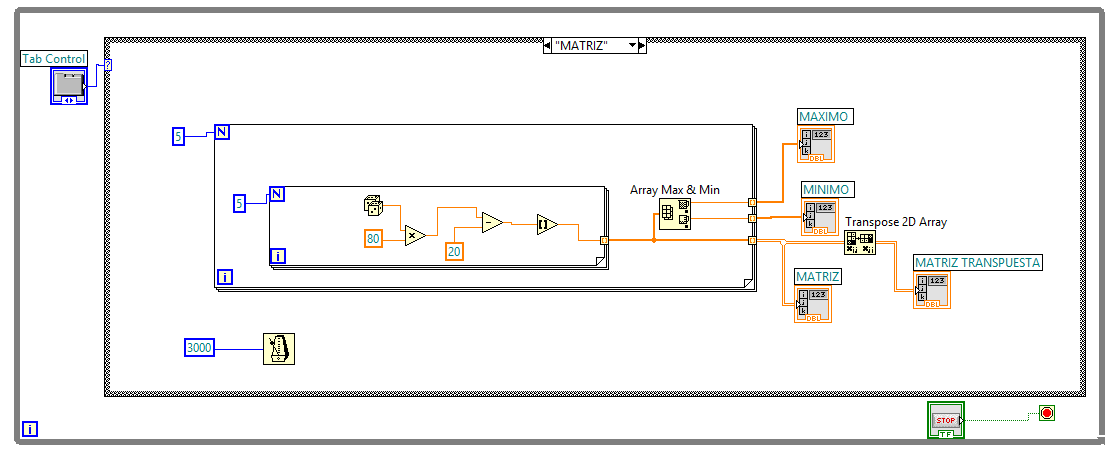 "MATRIZ"
Tab Control
5
N
MAXIMO
i
j
k
123
DBL
5
N
Array Max & Min
MINIMO
i
j
k
123
DBL
80
20
Transpose 2D Array
i
i
MATRIZ
i
j
k
123
DBL
MATRIZ TRANSPUESTA
i
j
k
123
DBL
3000
i
STOP
TF